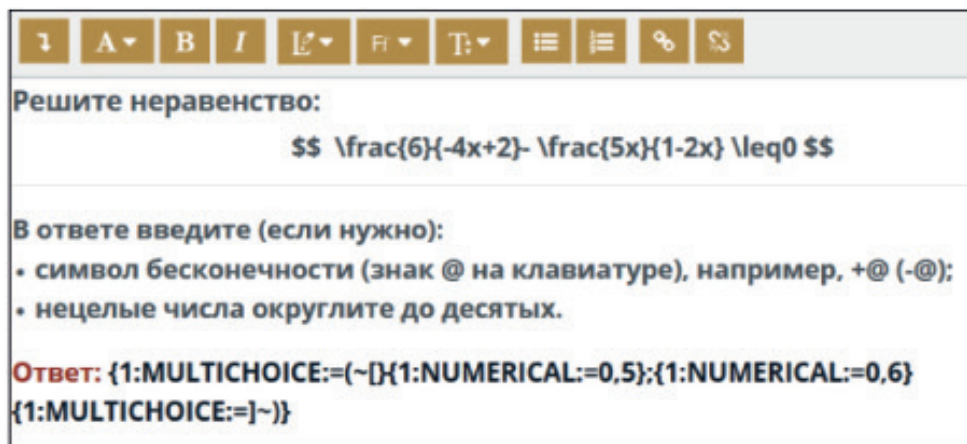 Решите неравенство:
$$ \frac{6}{-4x+2}- \frac{5x}{1-2x} \leq0 $$
В ответе введите (если нужно):
• символ бесконечности (знак @ на клавиатуре), например, +@ (-@);
• нецелые числа округлите до десятых.
Ответ: {1:MULTICHOICE:=(~[}{1:NUMERICAL:=0,5};{1:NUMERICAL:=0,6}
{1:MULTICHOICE:=]~)}